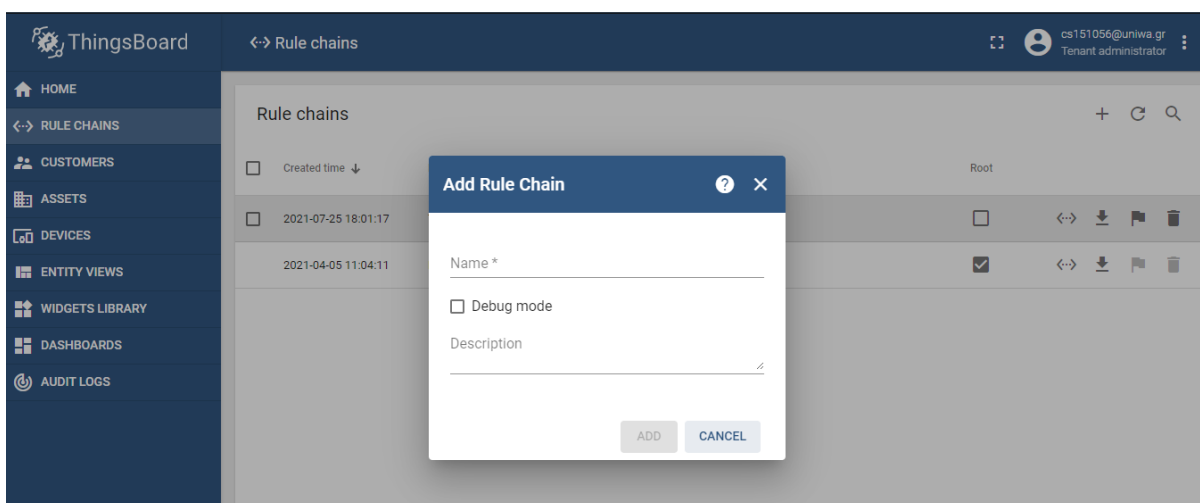 ThingsBoard
Rule chains
cs151056@uniwa.gr
Tenant administrator
HOME
RULE CHAINS
CUSTOMERS
ASSETS
DEVICES
ENTITY VIEWS
WIDGETS LIBRARY
DASHBOARDS
AUDIT LOGS
Rule chains
Created time
Root
2021-07-25 18:01:17
2021-04-05 11:04:11
Add Rule Chain
Name *
Debug mode
Description
ADD CANCEL